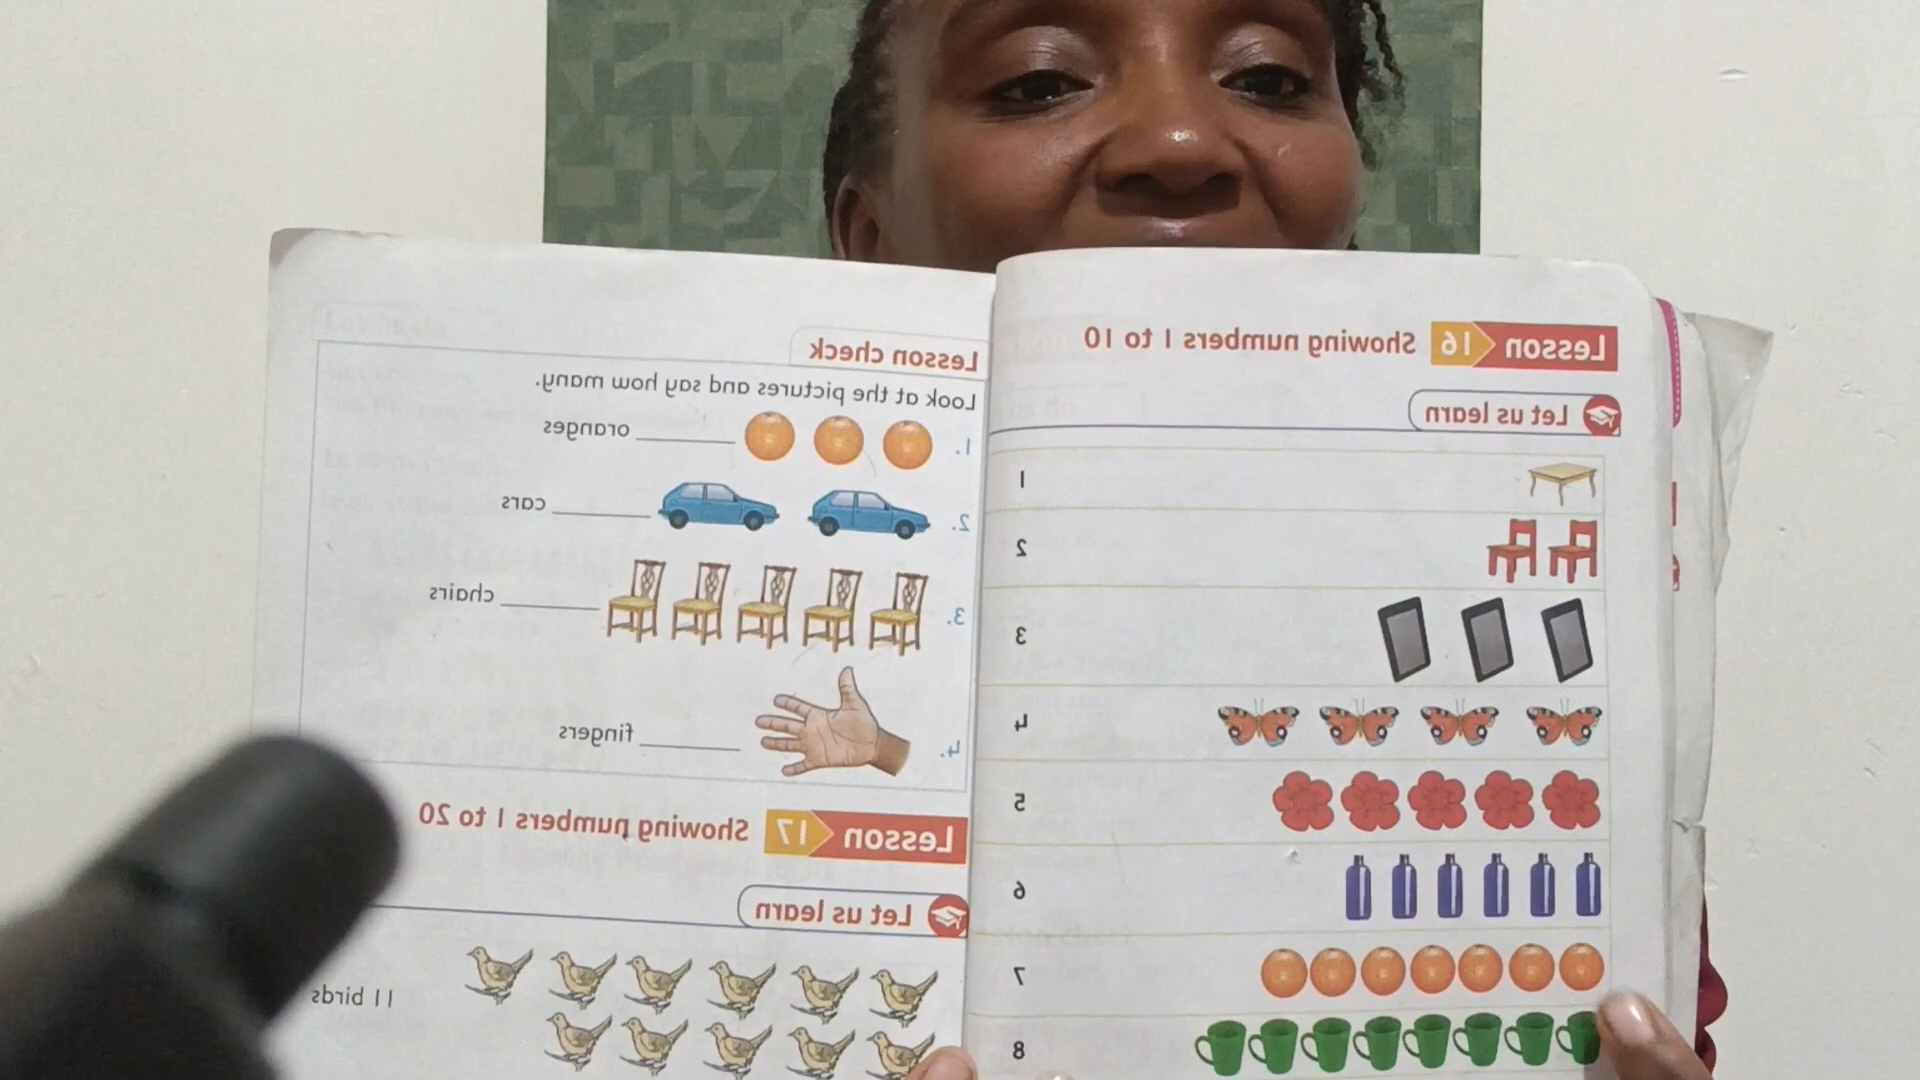 Lesson 16 Showing numbers 1 to 10
Let us learn
1
2
3
4
5
6
7
8
Lesson check
Look at the pictures and say how many.
1. ______ oranges
2. ______ cars
3. ______ chairs
4. ______ fingers
Lesson 17 Showing numbers 1 to 20
Let us learn
11 birds